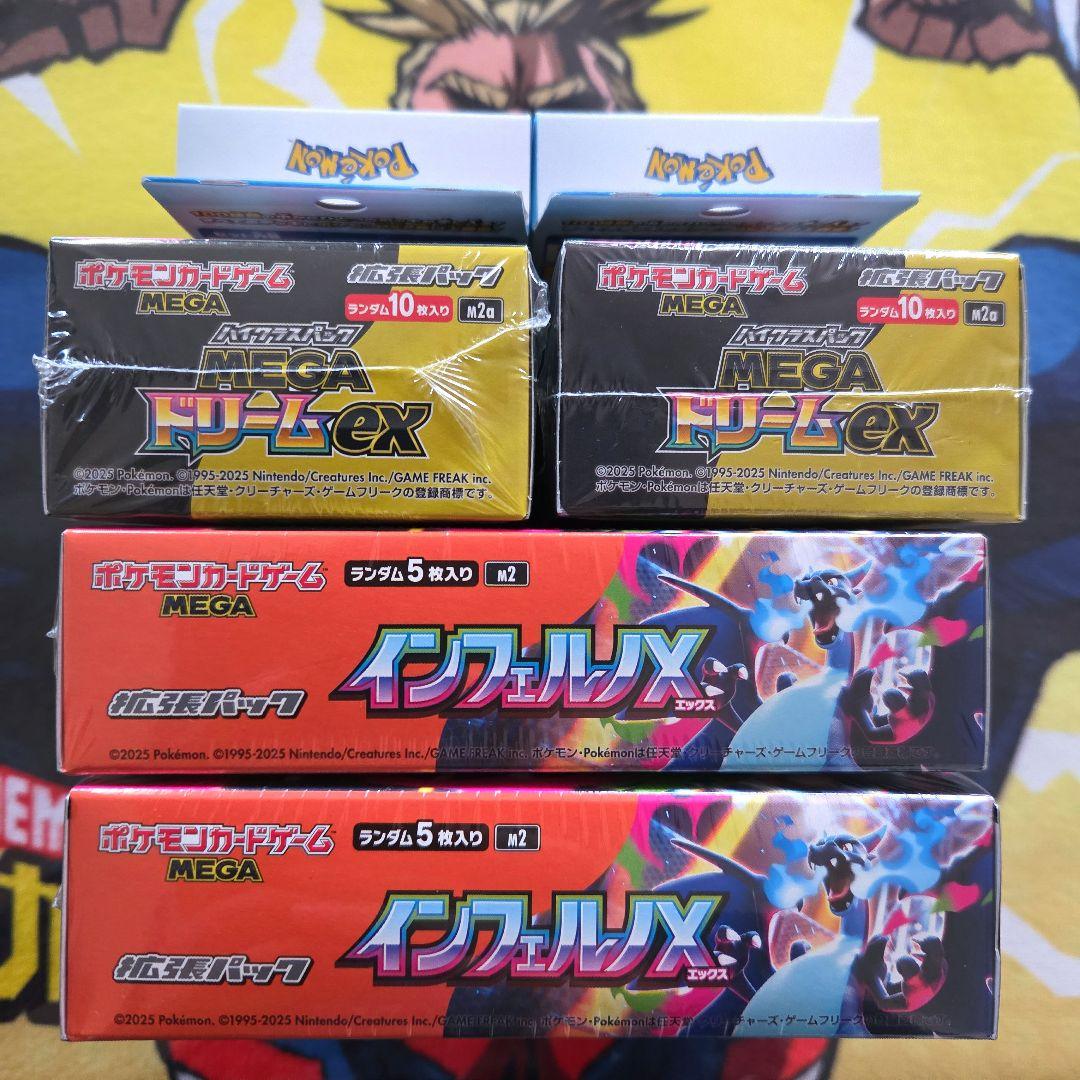 POKÉMON
POKÉMON
ポケモンカードゲーム
MEGA
拡張パック
ランダム10枚入り
M2a
ハイクラスパック
MEGA
ドリームex
©2025 Pokémon. ©1995-2025 Nintendo/Creatures Inc./GAME FREAK inc.
ポケモン・Pokémonは任天堂・クリーチャーズ・ゲームフリークの登録商標です。
ポケモンカードゲーム
MEGA
拡張パック
ランダム10枚入り
M2a
ハイクラスパック
MEGA
ドリームex
©2025 Pokémon. ©1995-2025 Nintendo/Creatures Inc./GAME FREAK inc.
ポケモン・Pokémonは任天堂・クリーチャーズ・ゲームフリークの登録商標です。
ポケモンカードゲーム
MEGA
ランダム5枚入り
M2
インフェルノX
エックス
拡張パック
©2025 Pokémon. ©1995-2025 Nintendo/Creatures Inc./GAME FREAK inc. ポケモン・Pokémonは任天堂・クリーチャーズ・ゲームフリークの登録商標です。
ポケモンカードゲーム
MEGA
ランダム5枚入り
M2
インフェルノX
エックス
拡張パック
©2025 Pokémon. ©1995-2025 Nintendo/Creatures Inc./GAME FREAK inc. ポケモン・Pokémonは任天堂・クリーチャーズ・ゲームフリークの登録商標です。